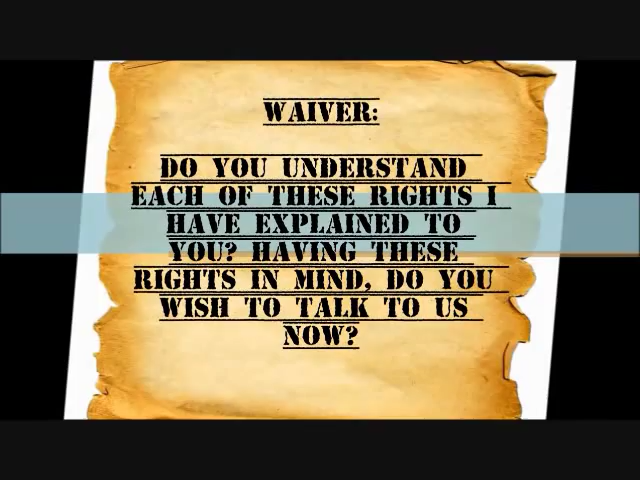 WAIVER:
DO YOU UNDERSTAND
EACH OF THESE RIGHTS I
HAVE EXPLAINED TO
YOU? HAVING THESE
RIGHTS IN MIND, DO YOU
WISH TO TALK TO US
NOW?